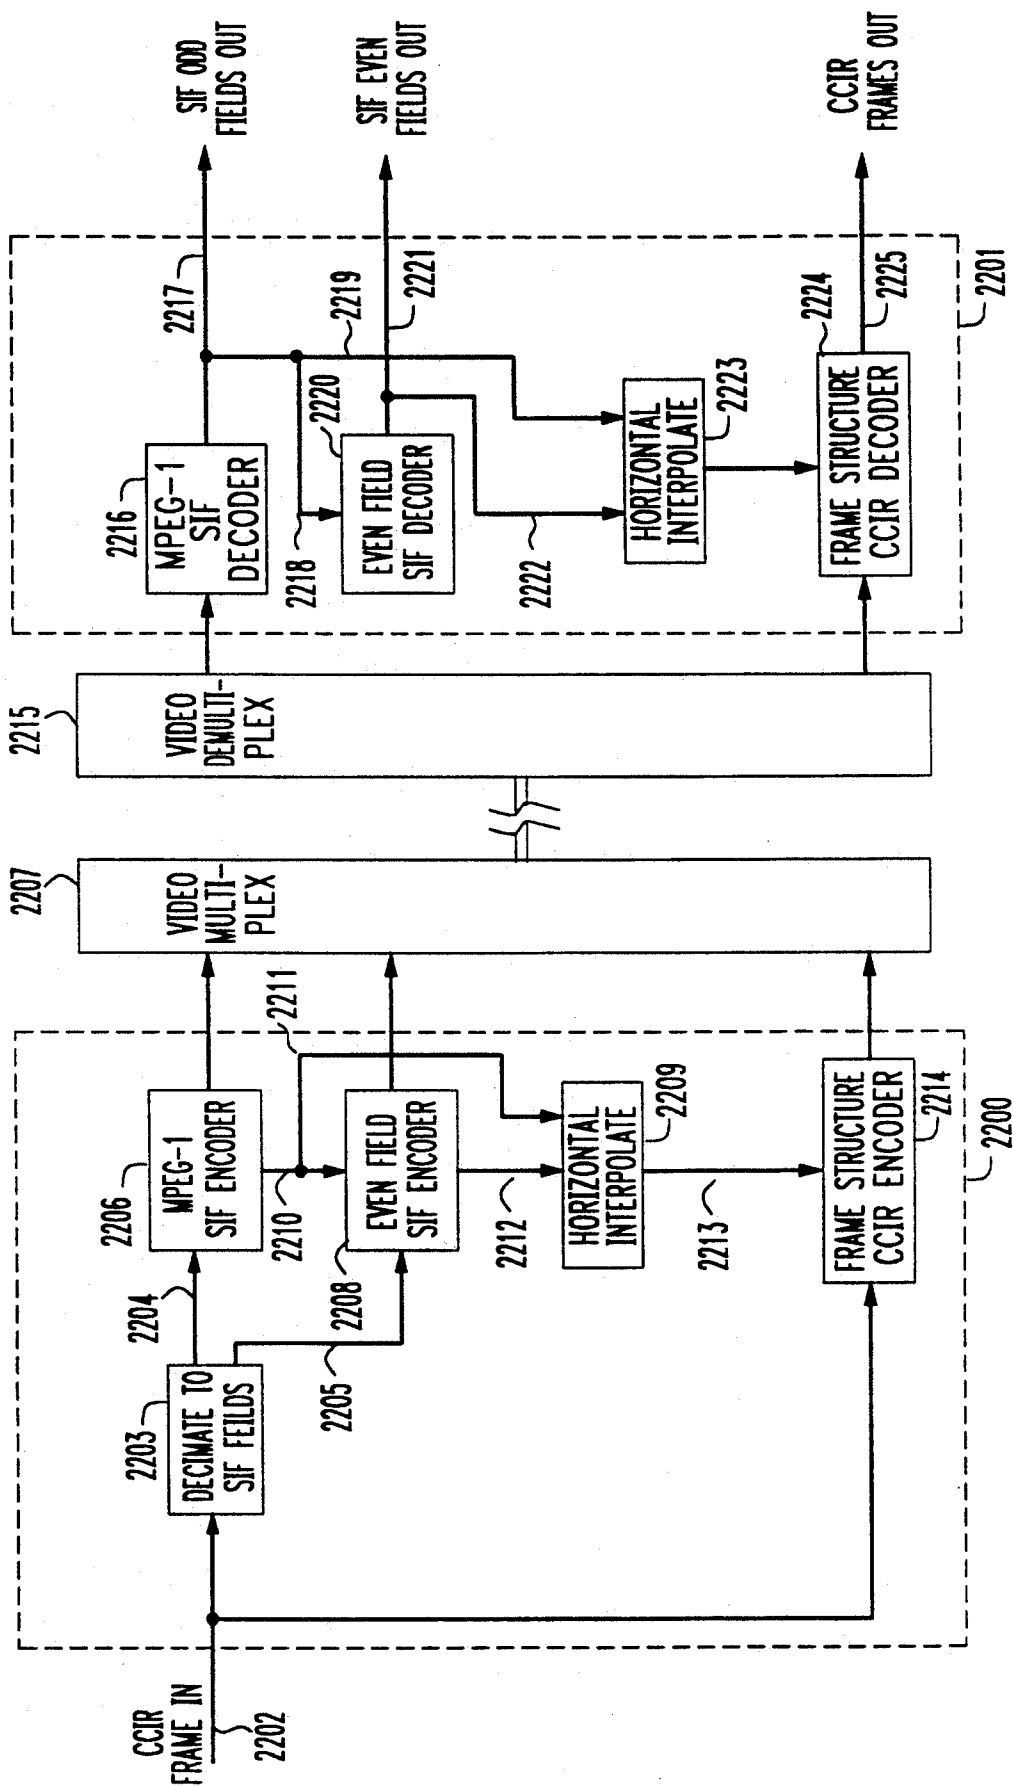 CCIR
FRAME IN
2202
2203
DECIMATE TO
SIF FEILDS
2204
2205
2206
MPEG-1
SIF ENCODER
2210
2211
2208
EVEN FIELD
SIF ENCODER
2212
HORIZONTAL
INTERPOLATE
2209
2213
FRAME STRUCTURE
CCIR ENCODER
2214
2200
2207
VIDEO
MULTI-
PLEX
2215
VIDEO
DEMULTI-
PLEX
2216
MPEG-1
SIF
DECODER
2217
2218
2219
2220
EVEN FIELD
SIF DECODER
2221
2222
HORIZONTAL
INTERPOLATE
2223
2224
FRAME STRUCTURE
CCIR DECODER
2225
2201
SIF ODD
FIELDS OUT
SIF EVEN
FIELDS OUT
CCIR
FRAMES OUT